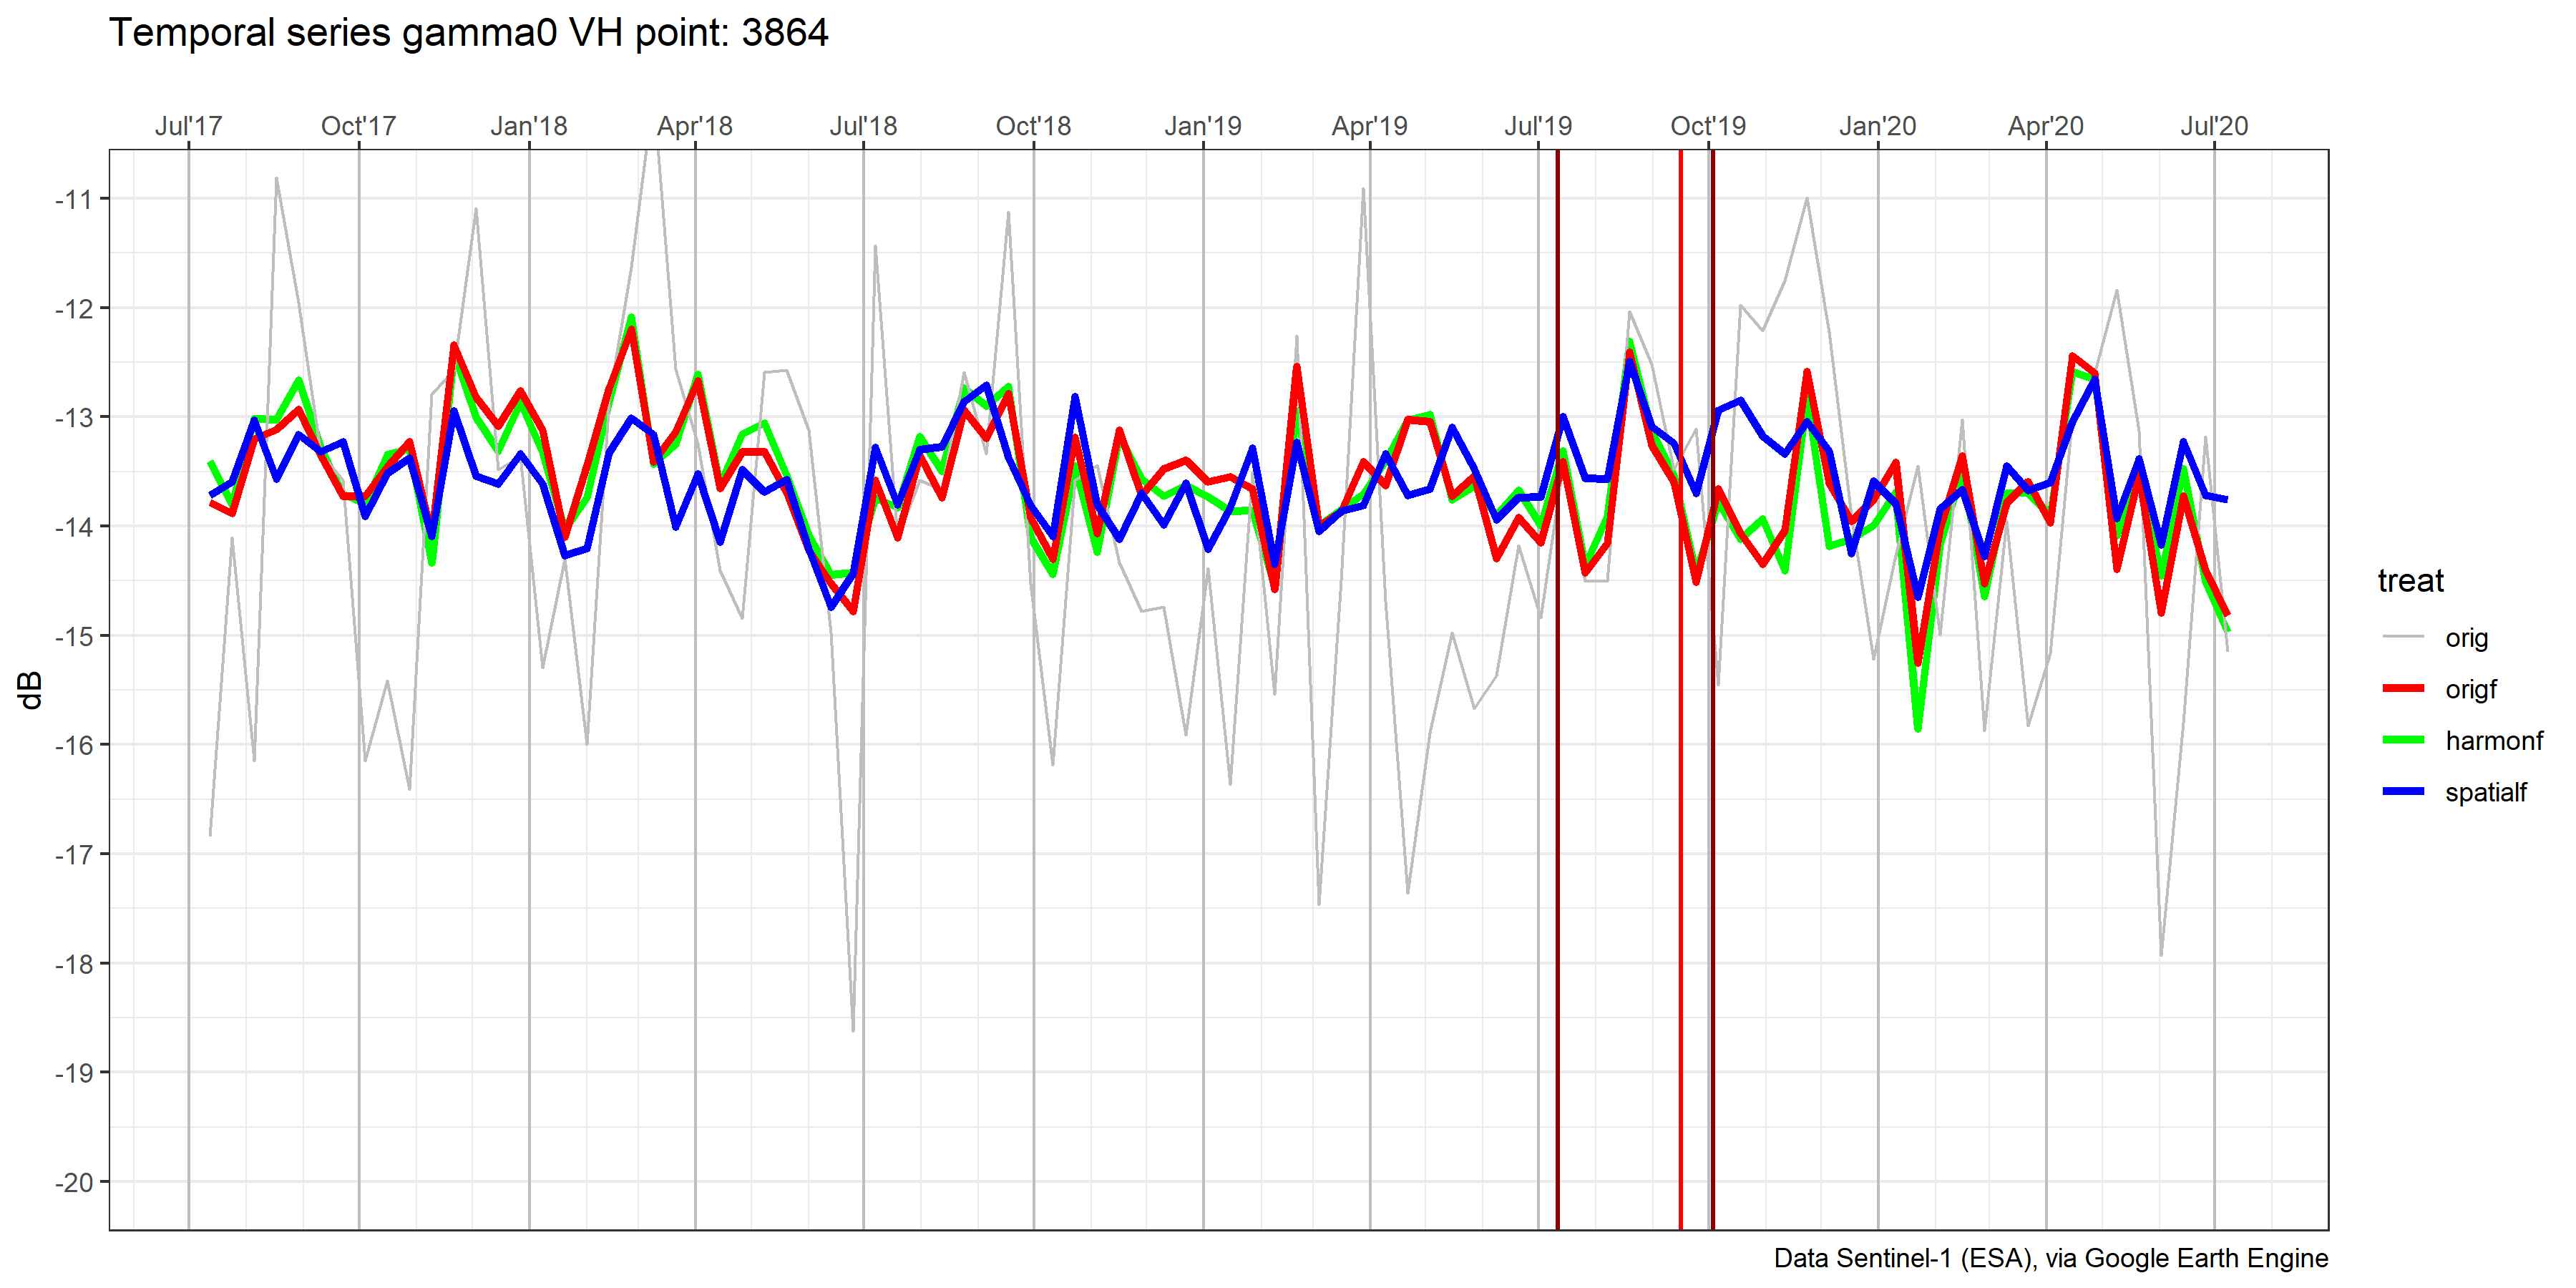 Temporal series gamma0 VH point: 3864
Jul'17 Oct'17 Jan'18 Apr'18 Jul'18 Oct'18 Jan'19 Apr'19 Jul'19 Oct'19 Jan'20 Apr'20 Jul'20
-11
-12
-13
-14
-15
-16
-17
-18
-19
-20
dB
treat
orig
origf
harmonf
spatialf
Data Sentinel-1 (ESA), via Google Earth Engine